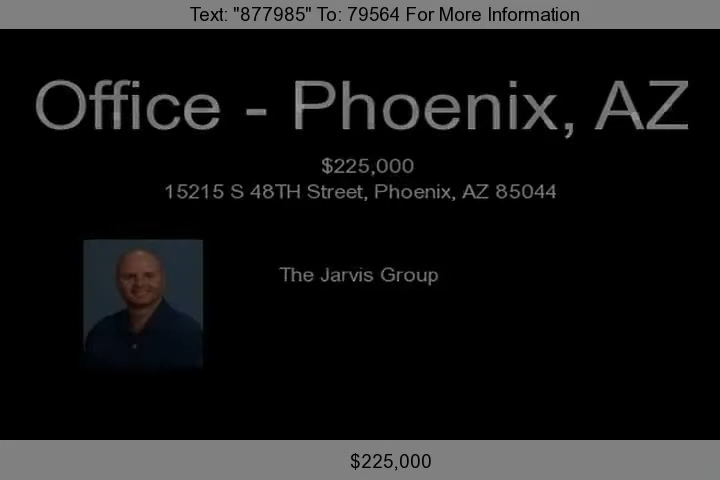 Text: "877985" To: 79564 For More Information
Office - Phoenix, AZ
$225,000
15215 S 48TH Street, Phoenix, AZ 85044
The Jarvis Group
$225,000